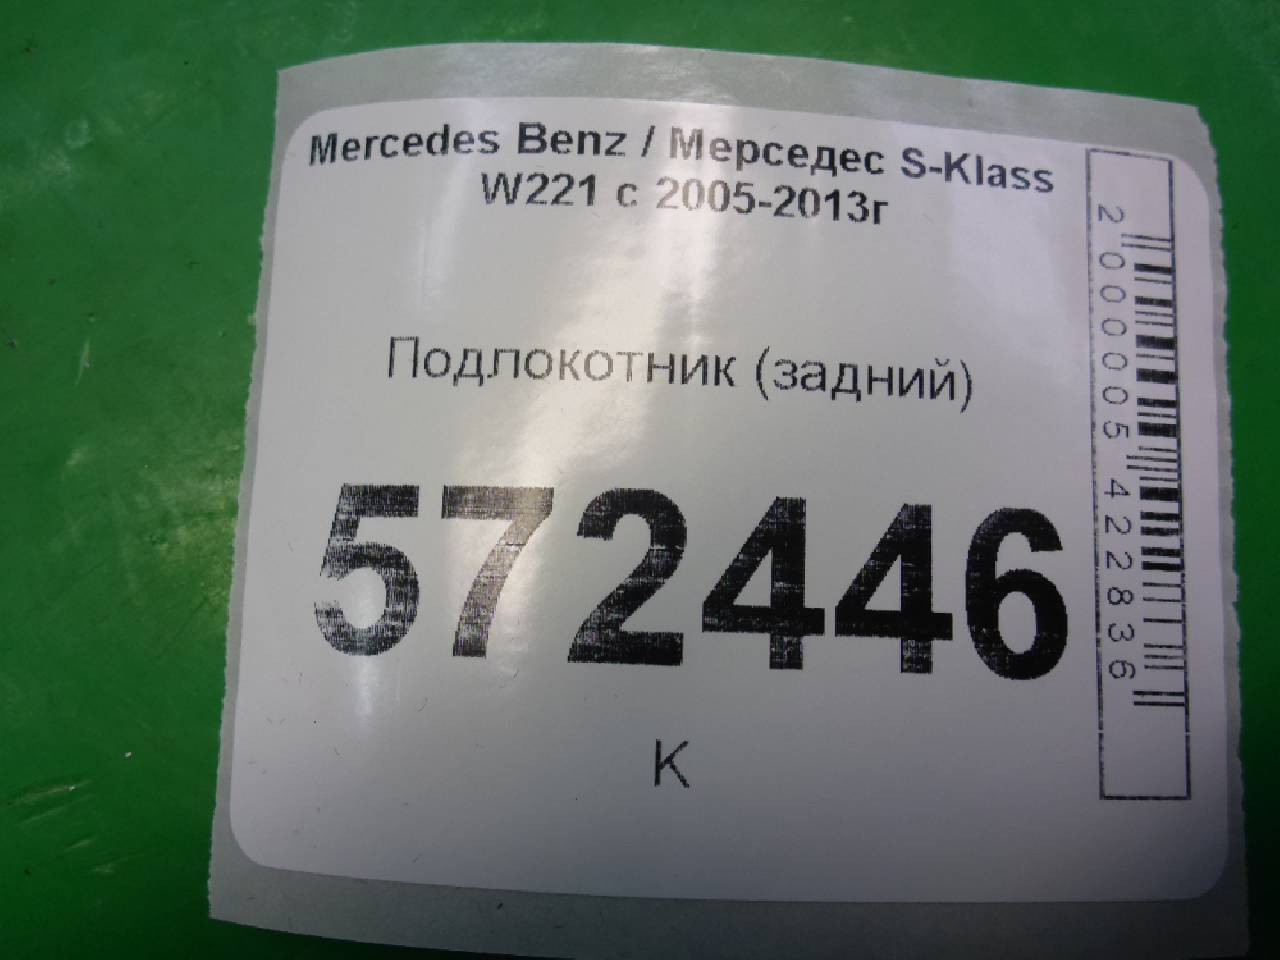 Mercedes Benz / Мерседес S-Klass
W221 с 2005-2013г
Подлокотник (задний)
572446
К
2000005422836